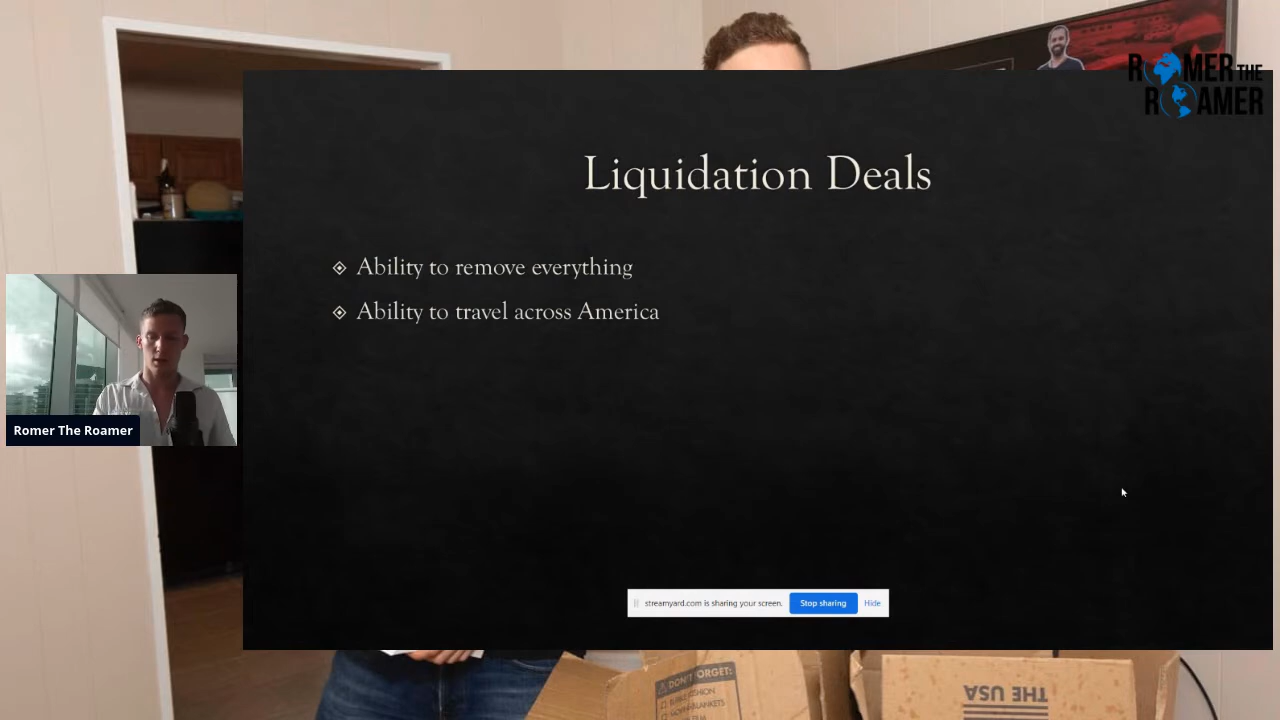 ROMER THE
ROAMER
Liquidation Deals
Ability to remove everything
Ability to travel across America
Romer The Roamer
streamyard.com is sharing your screen.
Stop sharing
Hide
DON'T FORGET:
THE USA